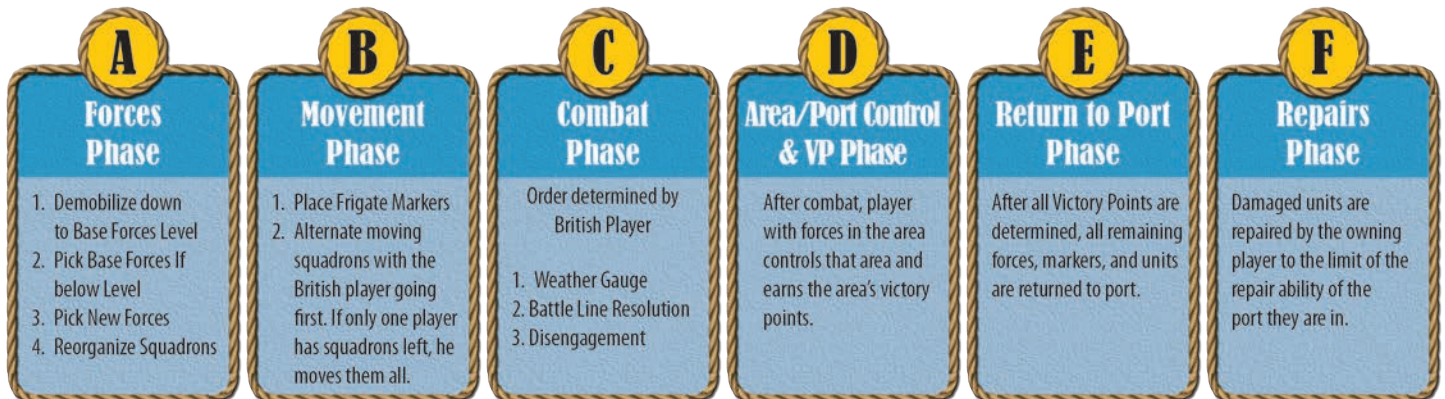 A
Forces
Phase
1. Demobilize down
to Base Forces Level
2. Pick Base Forces If
below Level
3. Pick New Forces
4. Reorganize Squadrons
B
Movement
Phase
1. Place Frigate Markers
2. Alternate moving
squadrons with the
British player going
first. If only one player
has squadrons left, he
moves them all.
C
Combat
Phase
Order determined by
British Player
1. Weather Gauge
2. Battle Line Resolution
3. Disengagement
D
Area/Port Control
& VP Phase
After combat, player
with forces in the area
controls that area and
earns the area's victory
points.
E
Return to Port
Phase
After all Victory Points are
determined, all remaining
forces, markers, and units
are returned to port.
F
Repairs
Phase
Damaged units are
repaired by the owning
player to the limit of the
repair ability of the
port they are in.